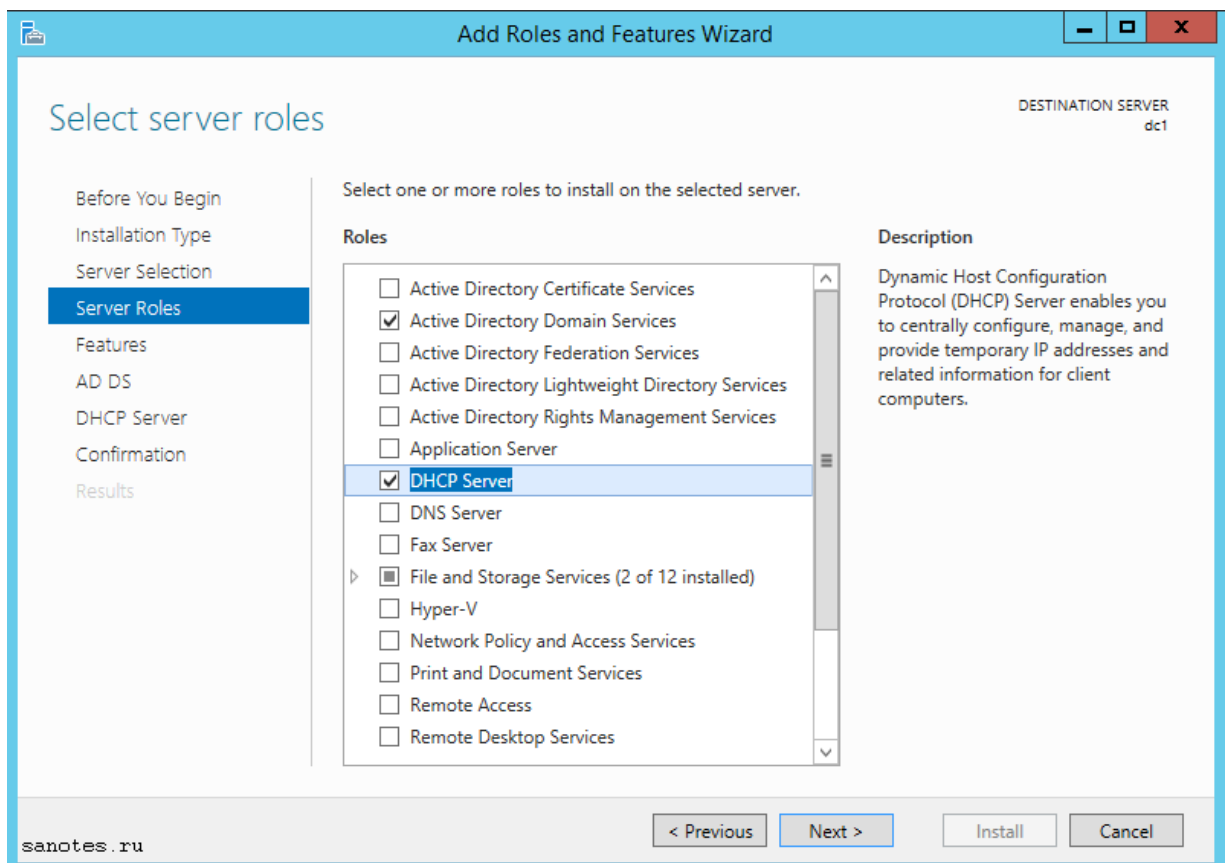 Add Roles and Features Wizard
Select server roles
DESTINATION SERVER
dc1
Before You Begin
Installation Type
Server Selection
Server Roles
Features
AD DS
DHCP Server
Confirmation
Results
Select one or more roles to install on the selected server.
Roles
Active Directory Certificate Services
Active Directory Domain Services
Active Directory Federation Services
Active Directory Lightweight Directory Services
Active Directory Rights Management Services
Application Server
DHCP Server
DNS Server
Fax Server
File and Storage Services (2 of 12 installed)
Hyper-V
Network Policy and Access Services
Print and Document Services
Remote Access
Remote Desktop Services
Description
Dynamic Host Configuration
Protocol (DHCP) Server enables you
to centrally configure, manage, and
provide temporary IP addresses and
related information for client
computers.
< Previous
Next >
Install
Cancel
sanotes.ru